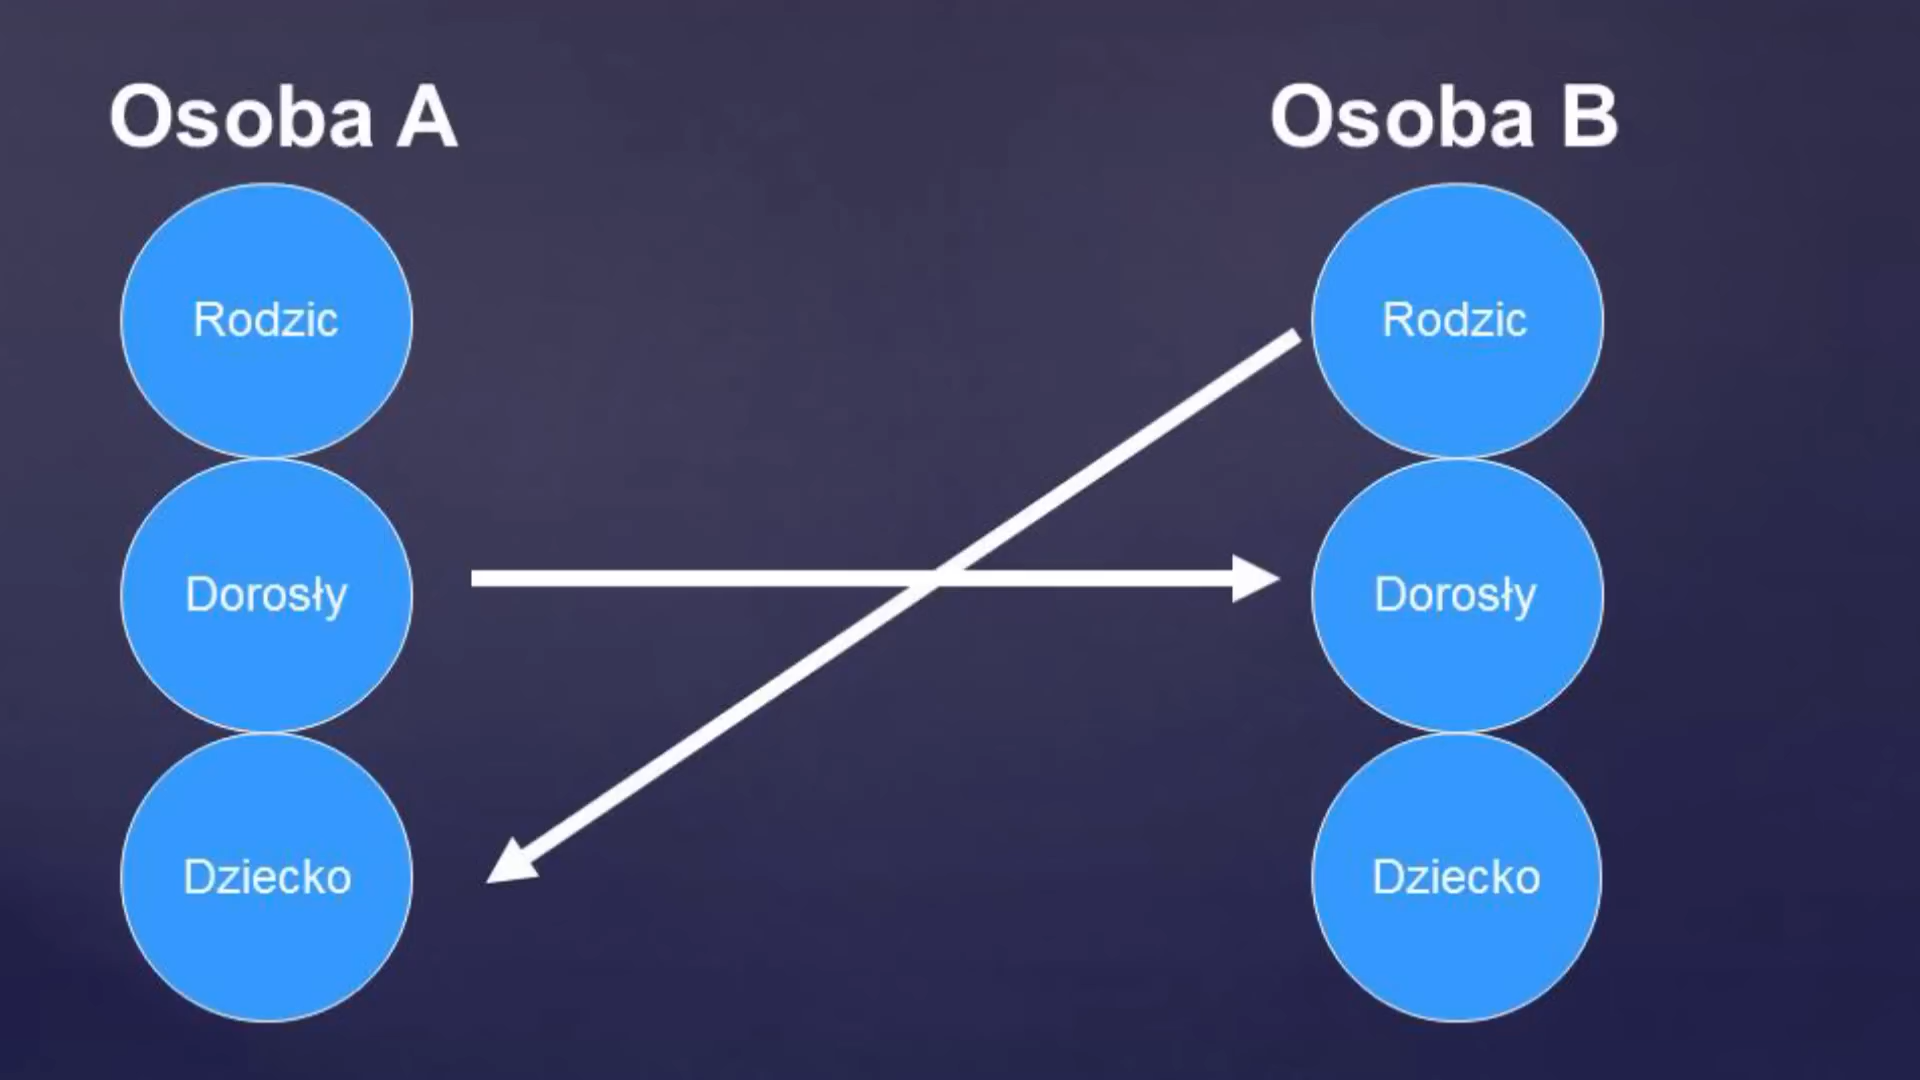 Osoba A
Osoba B
Rodzic
Rodzic
Dorosły
Dorosły
Dziecko
Dziecko